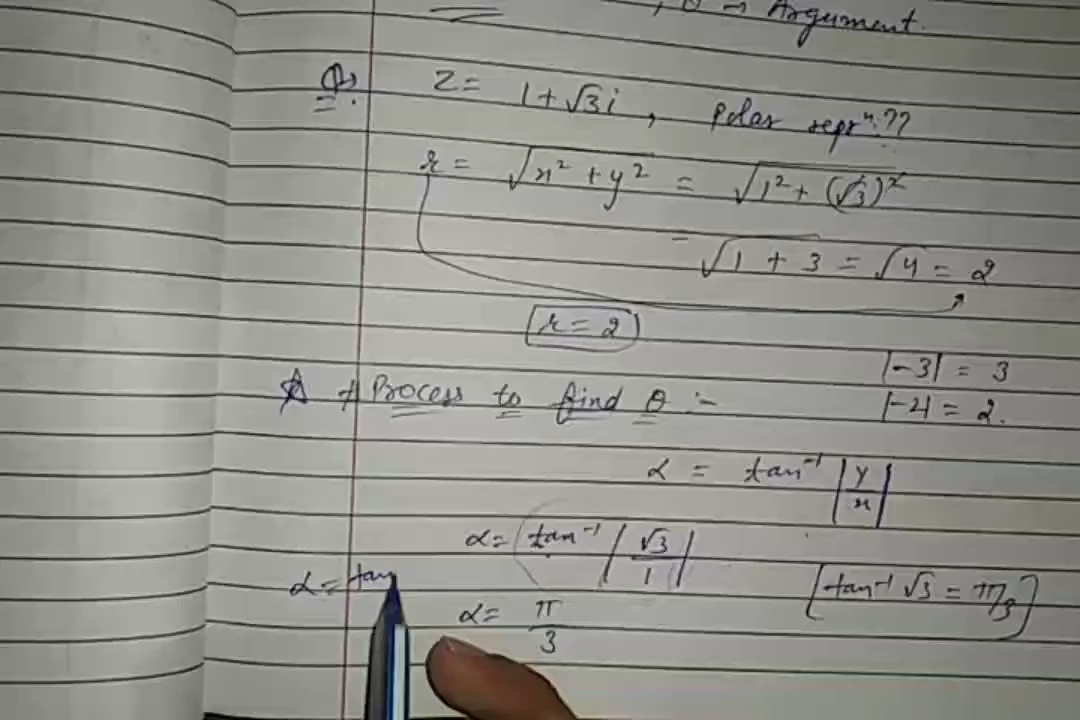 , θ → Argument.
Q. z = 1 + √3i, Polar repr^n.??
r = √x² + y² = √1² + (√3)²
√1 + 3 = √4 = 2
r = 2
|-3| = 3
* Process to find θ :-
|-2| = 2.
α = tan⁻¹ |y/x|
α = tan⁻¹ |√3/1|
[tan⁻¹ √3 = π/3]
α = tan
α = π/3